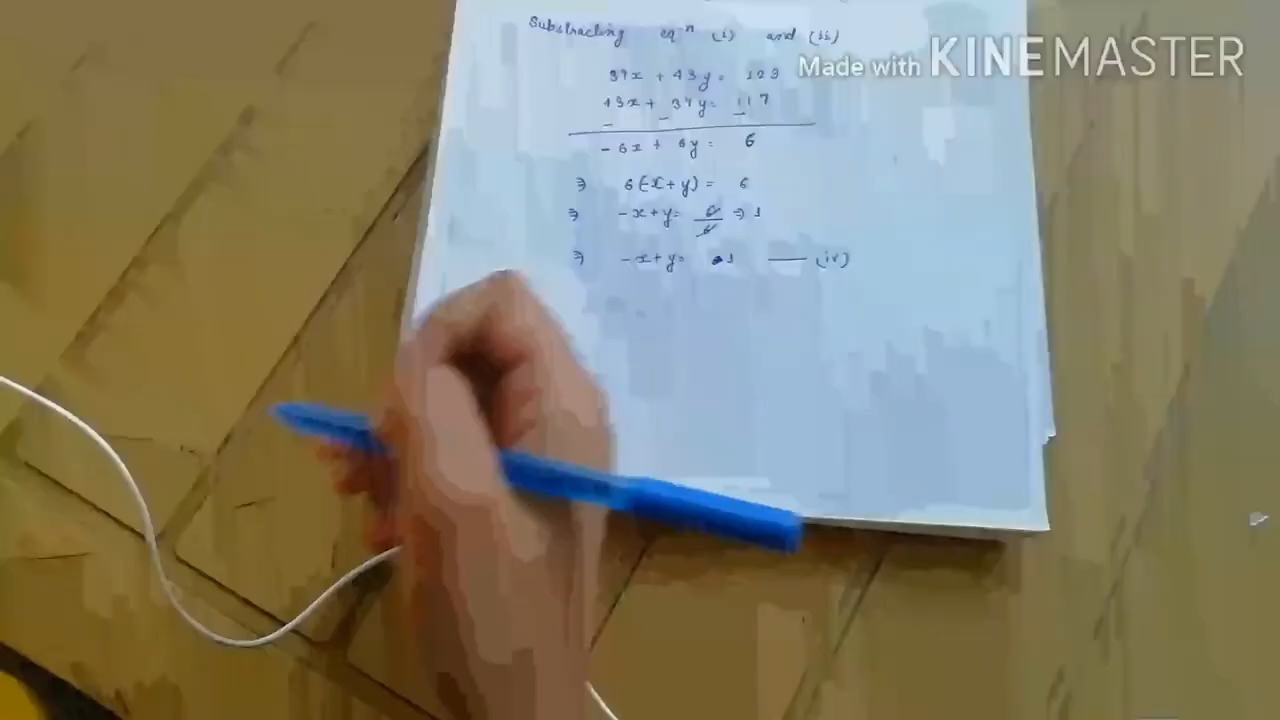 Substracting eqⁿ (i) and (ii)
Made with KINEMASTER
37x + 43y = 123
43x + 37y = 117
- - -
-6x + 6y = 6
⇒ 6(-x+y) = 6
⇒ -x+y = 6/6 ⇒ 1
⇒ -x+y = 1 — (iv)